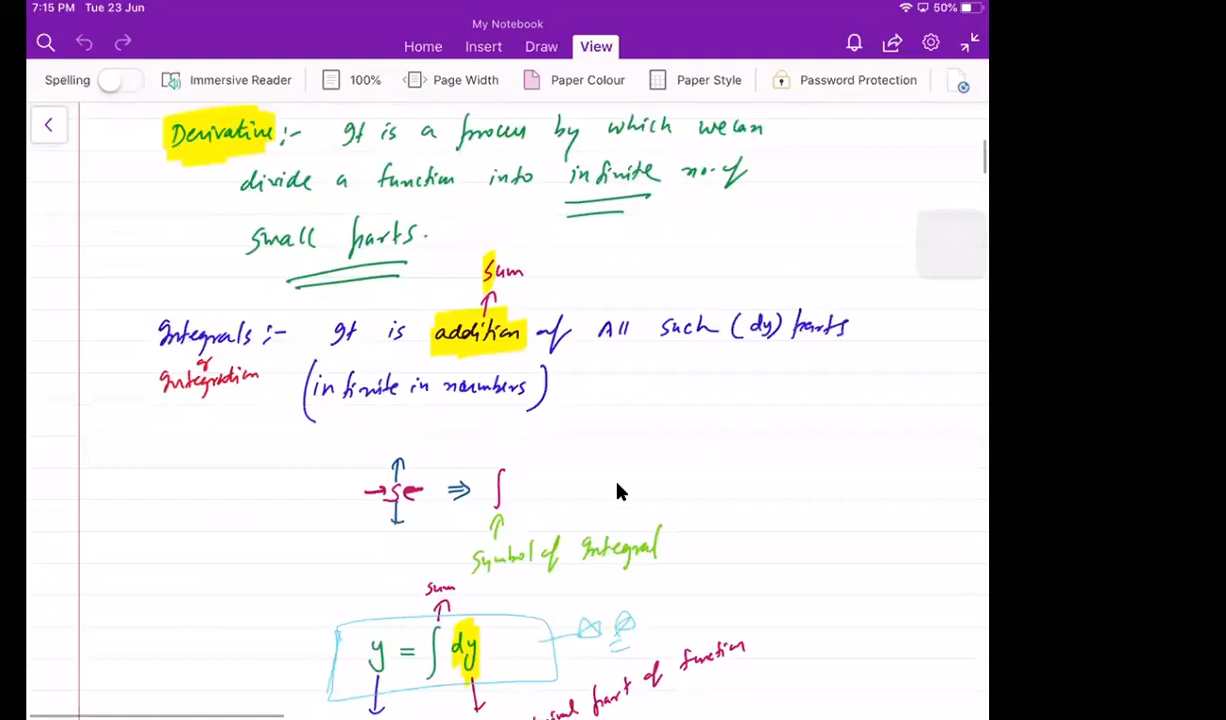 7:15 PM Tue 23 Jun
50%
My Notebook
Home Insert Draw View
Spelling Immersive Reader 100% Page Width Paper Colour Paper Style Password Protection
Derivative :- It is a process by which we can
divide a function into infinite no. of
small parts.
sum
Integrals :- It is addition of All such (dy) parts
or
Integration (infinite in numbers)
→S← ⇒ ∫
Symbol of Integral
sum
y = ∫ dy
part of function